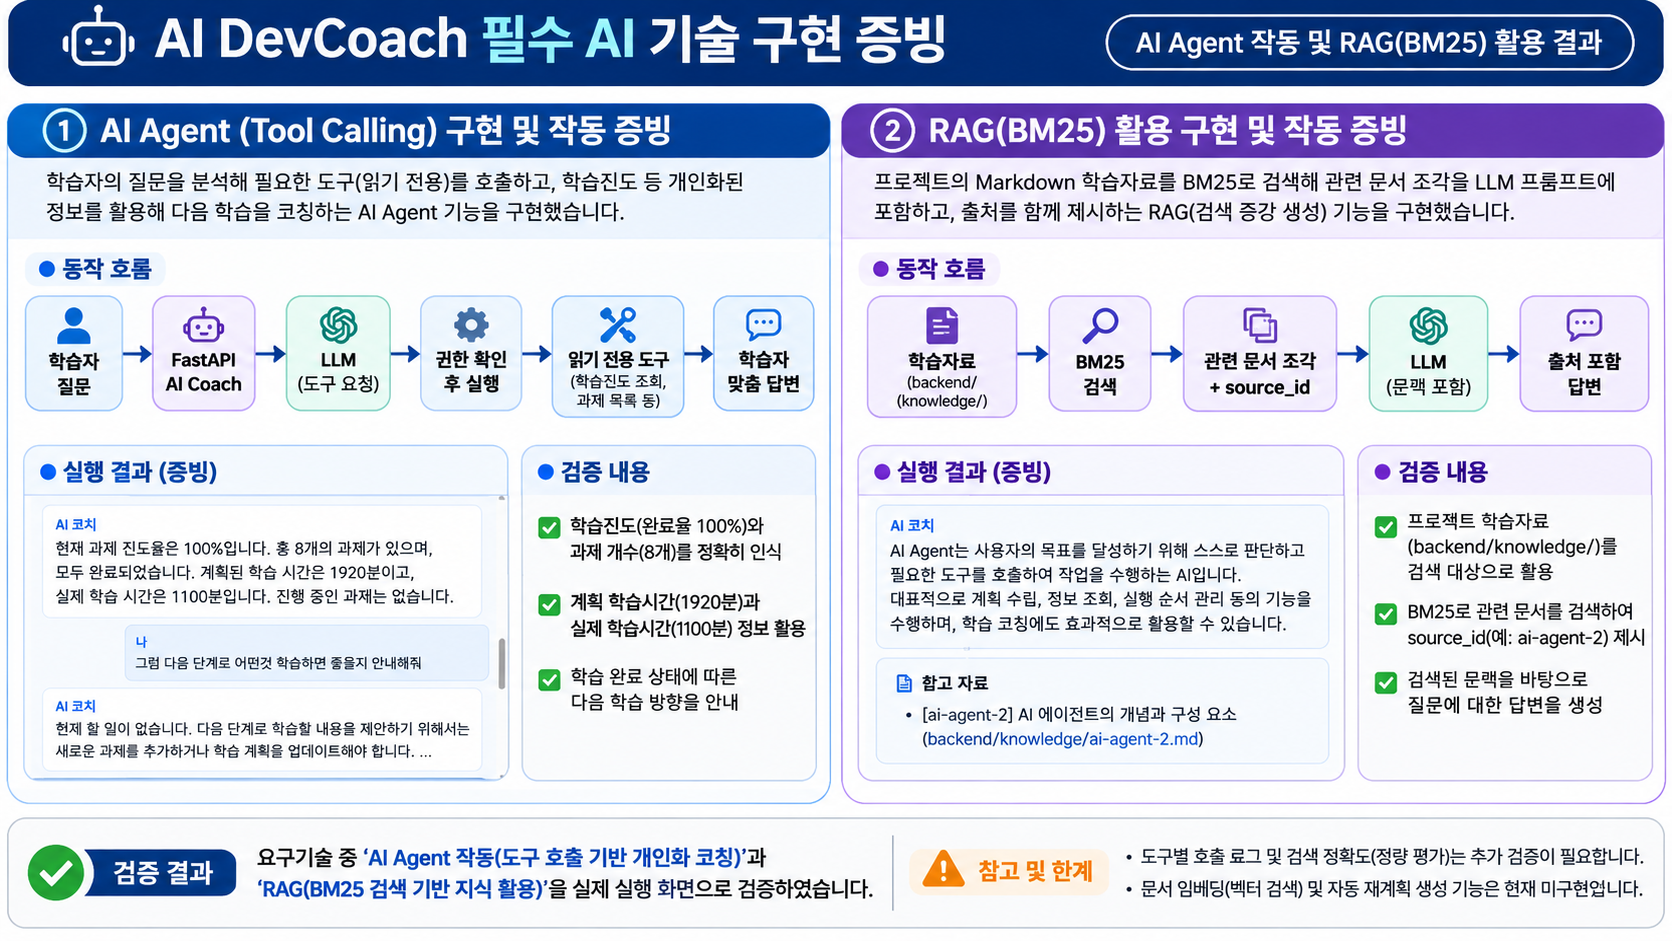 AI DevCoach 필수 AI 기술 구현 증빙
AI Agent 작동 및 RAG(BM25) 활용 결과
1 AI Agent (Tool Calling) 구현 및 작동 증빙
학습자의 질문을 분석해 필요한 도구(읽기 전용)를 호출하고, 학습진도 등 개인화된
정보를 활용해 다음 학습을 코칭하는 AI Agent 기능을 구현했습니다.
동작 흐름
학습자
질문
FastAPI
AI Coach
LLM
(도구 요청)
권한 확인
후 실행
읽기 전용 도구
(학습진도 조회,
과제 목록 등)
학습자
맞춤 답변
실행 결과 (증빙)
AI 코치
현재 과제 진도율은 100%입니다. 총 8개의 과제가 있으며,
모두 완료되었습니다. 계획된 학습 시간은 1920분이고,
실제 학습 시간은 1100분입니다. 진행 중인 과제는 없습니다.
나
그럼 다음 단계로 어떤것 학습하면 좋을지 안내해줘
AI 코치
현제 할 일이 없습니다. 다음 단계로 학습할 내용을 제안하기 위해서는
새로운 과제를 추가하거나 학습 계획을 업데이트해야 합니다. ...
검증 내용
학습진도(완료율 100%)와
과제 개수(8개)를 정확히 인식
계획 학습시간(1920분)과
실제 학습시간(1100분) 정보 활용
학습 완료 상태에 따른
다음 학습 방향을 안내
2 RAG(BM25) 활용 구현 및 작동 증빙
프로젝트의 Markdown 학습자료를 BM25로 검색해 관련 문서 조각을 LLM 프롬프트에
포함하고, 출처를 함께 제시하는 RAG(검색 증강 생성) 기능을 구현했습니다.
동작 흐름
학습자료
(backend/
(knowledge/)
BM25
검색
관련 문서 조각
+ source_id
LLM
(문맥 포함)
출처 포함
답변
실행 결과 (증빙)
AI 코치
AI Agent는 사용자의 목표를 달성하기 위해 스스로 판단하고
필요한 도구를 호출하여 작업을 수행하는 AI입니다.
대표적으로 계획 수립, 정보 조회, 실행 순서 관리 등의 기능을
수행하며, 학습 코칭에도 효과적으로 활용할 수 있습니다.
참고 자료
• [ai-agent-2] AI 에이전트의 개념과 구성 요소
(backend/knowledge/ai-agent-2.md)
검증 내용
프로젝트 학습자료
(backend/knowledge/)를
검색 대상으로 활용
BM25로 관련 문서를 검색하여
source_id(예: ai-agent-2) 제시
검색된 문맥을 바탕으로
질문에 대한 답변을 생성
검증 결과
요구기술 중 ‘AI Agent 작동(도구 호출 기반 개인화 코칭)’과
‘RAG(BM25 검색 기반 지식 활용)’을 실제 실행 화면으로 검증하였습니다.
참고 및 한계
• 도구별 호출 로그 및 검색 정확도(정량 평가)는 추가 검증이 필요합니다.
• 문서 임베딩(벡터 검색) 및 자동 재계획 생성 기능은 현재 미구현입니다.